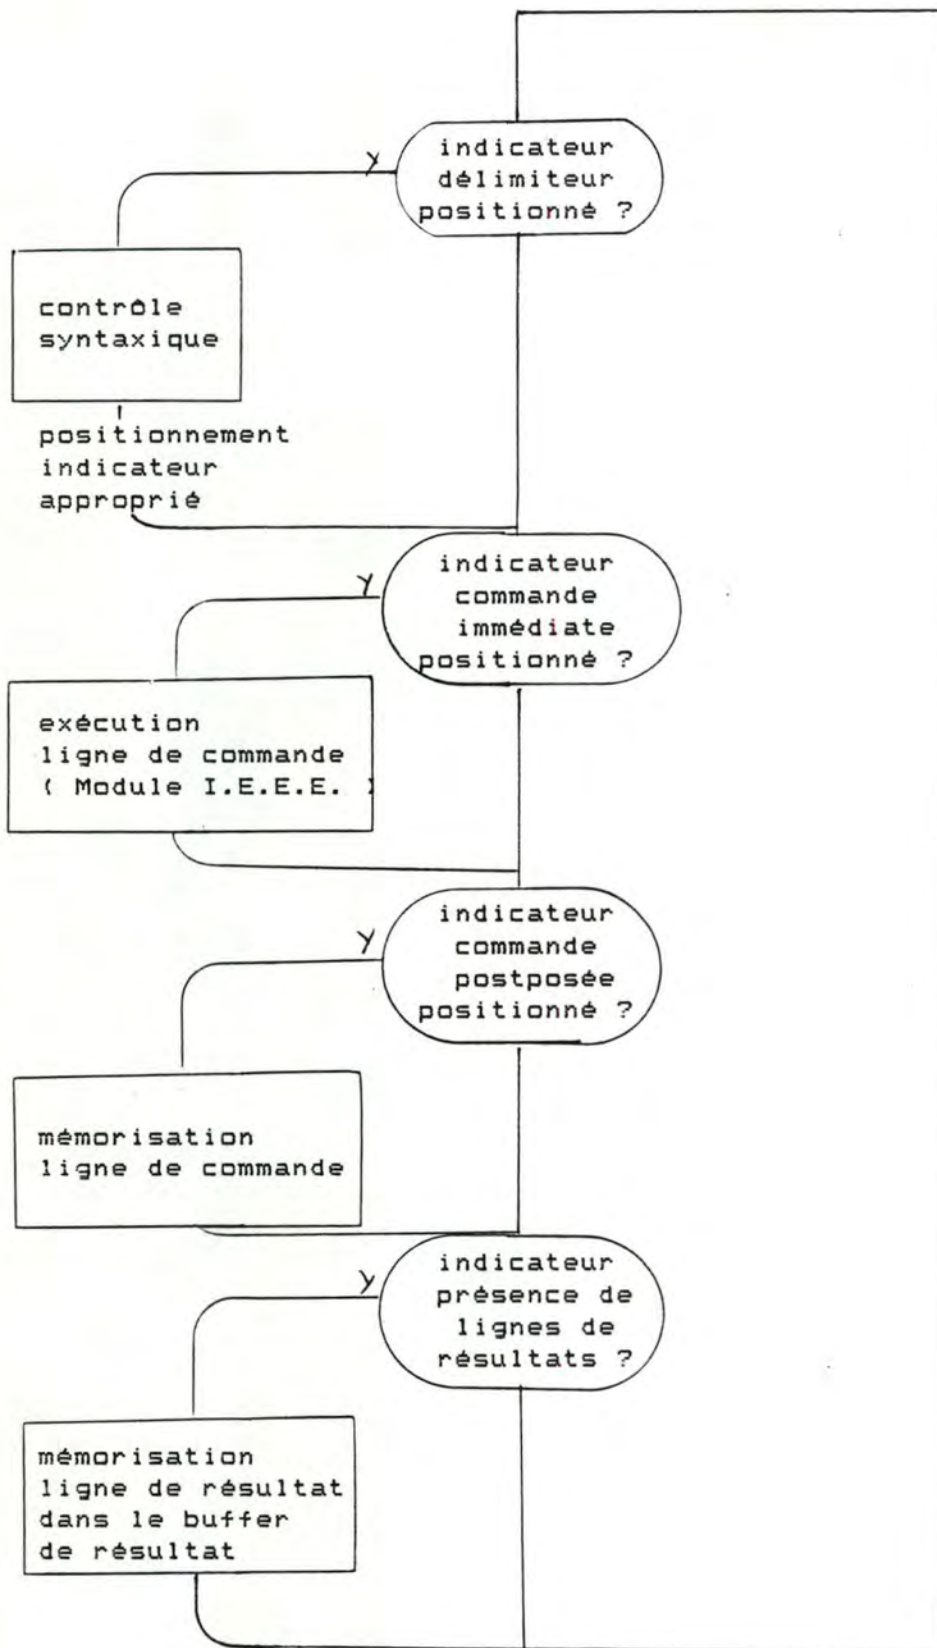 indicateur
délimiteur
positionné ?
y
contrôle
syntaxique
positionnement
indicateur
approprié
indicateur
commande
immédiate
positionné ?
y
exécution
ligne de commande
( Module I.E.E.E. )
indicateur
commande
postposée
positionné ?
y
mémorisation
ligne de commande
indicateur
présence de
lignes de
résultats ?
y
mémorisation
ligne de résultat
dans le buffer
de résultat